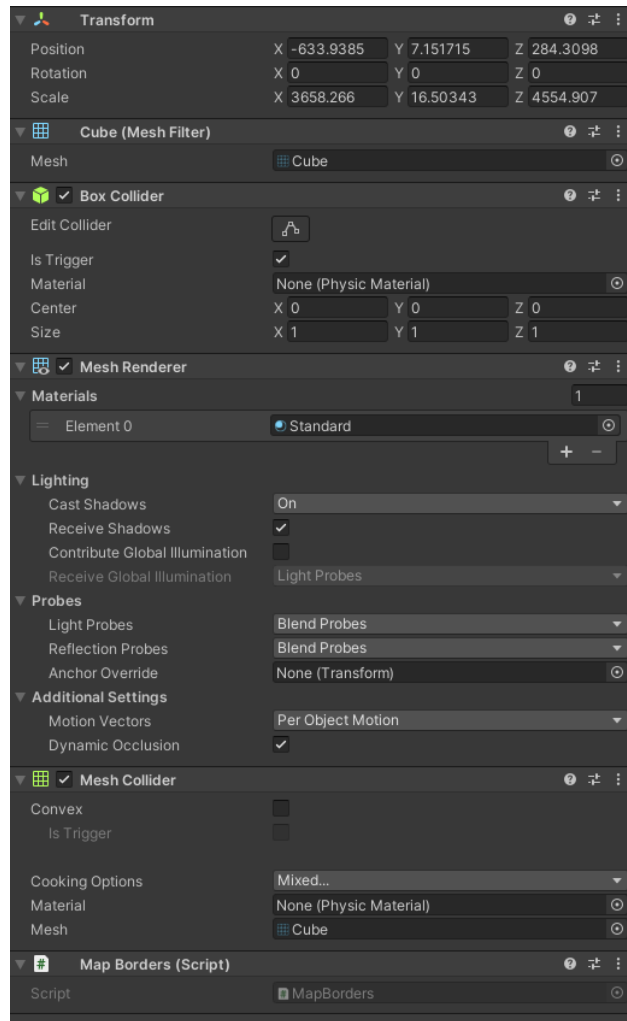 Transform
Position X -633.9385 Y 7.151715 Z 284.3098
Rotation X 0 Y 0 Z 0
Scale X 3658.266 Y 16.50343 Z 4554.907
Cube (Mesh Filter)
Mesh Cube
Box Collider
Edit Collider
Is Trigger
Material None (Physic Material)
Center X 0 Y 0 Z 0
Size X 1 Y 1 Z 1
Mesh Renderer
Materials 1
Element 0 Standard
Lighting
Cast Shadows On
Receive Shadows
Contribute Global Illumination
Receive Global Illumination Light Probes
Probes
Light Probes Blend Probes
Reflection Probes Blend Probes
Anchor Override None (Transform)
Additional Settings
Motion Vectors Per Object Motion
Dynamic Occlusion
Mesh Collider
Convex
Is Trigger
Cooking Options Mixed...
Material None (Physic Material)
Mesh Cube
# Map Borders (Script)
Script MapBorders